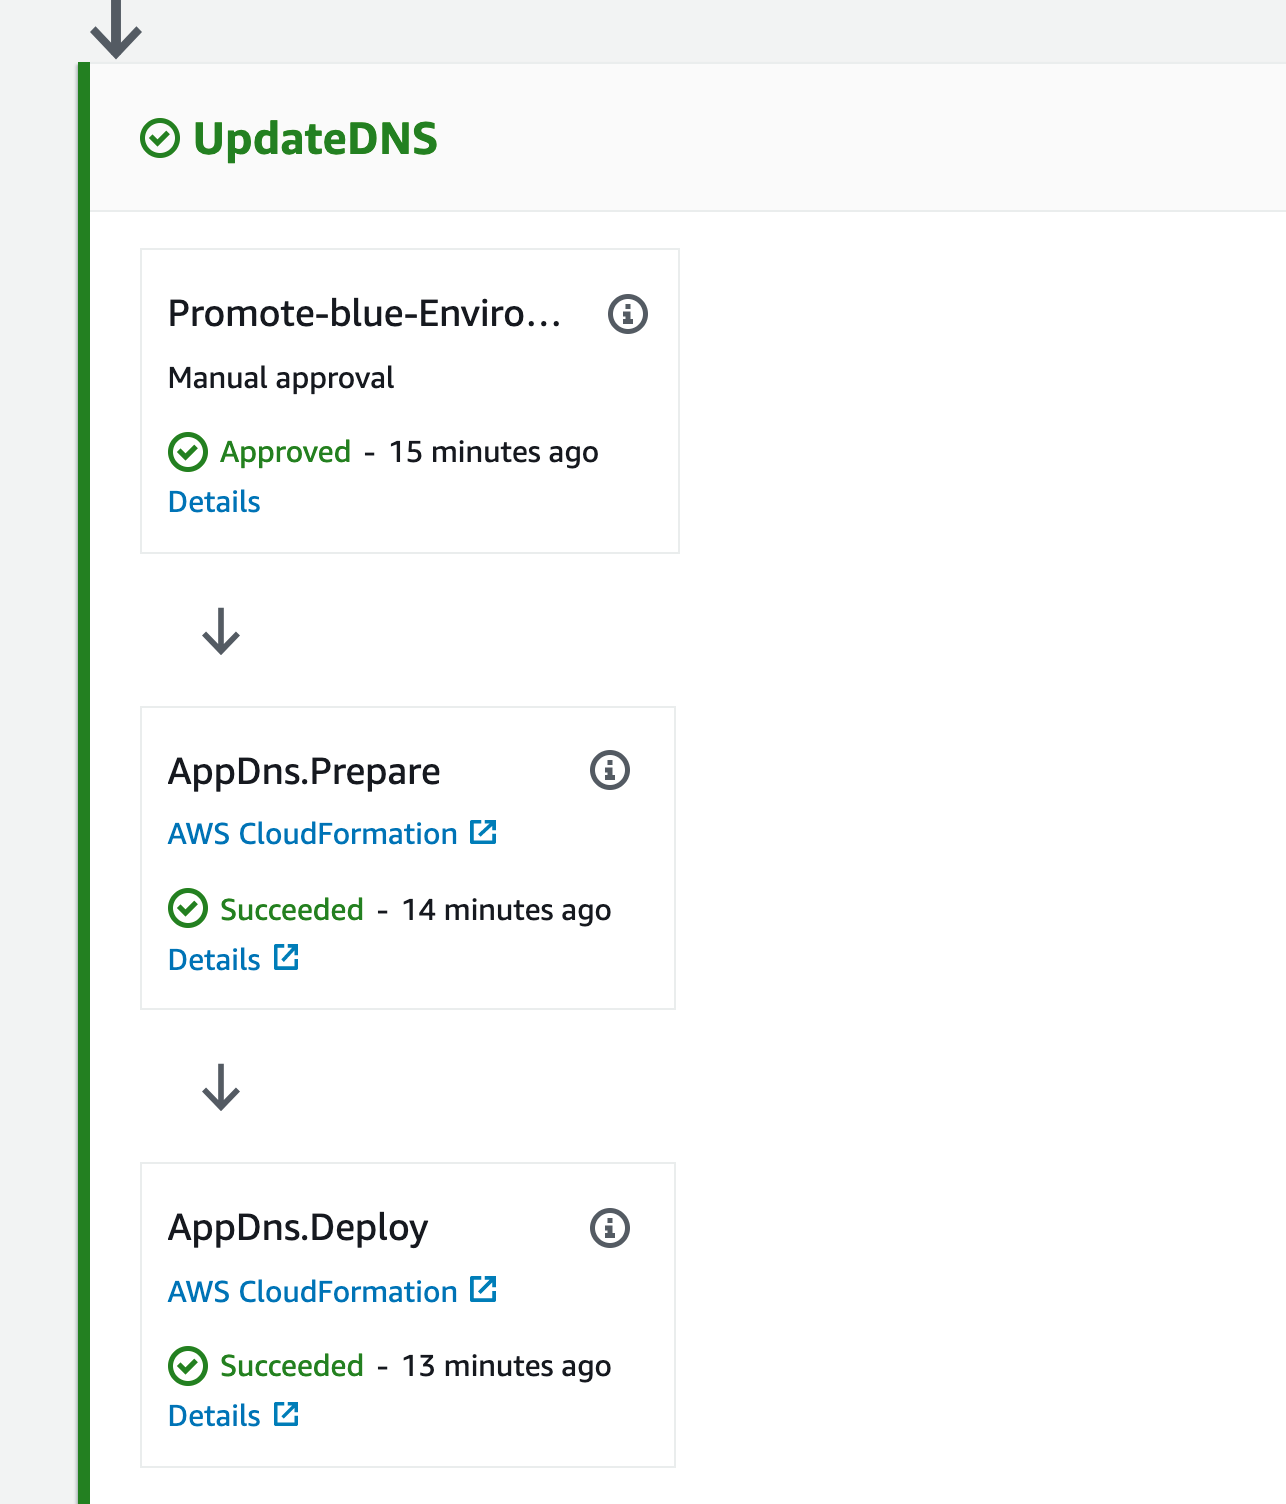 UpdateDNS
Promote-blue-Enviro...
Manual approval
Approved - 15 minutes ago
Details
AppDns.Prepare
AWS CloudFormation
Succeeded - 14 minutes ago
Details
AppDns.Deploy
AWS CloudFormation
Succeeded - 13 minutes ago
Details